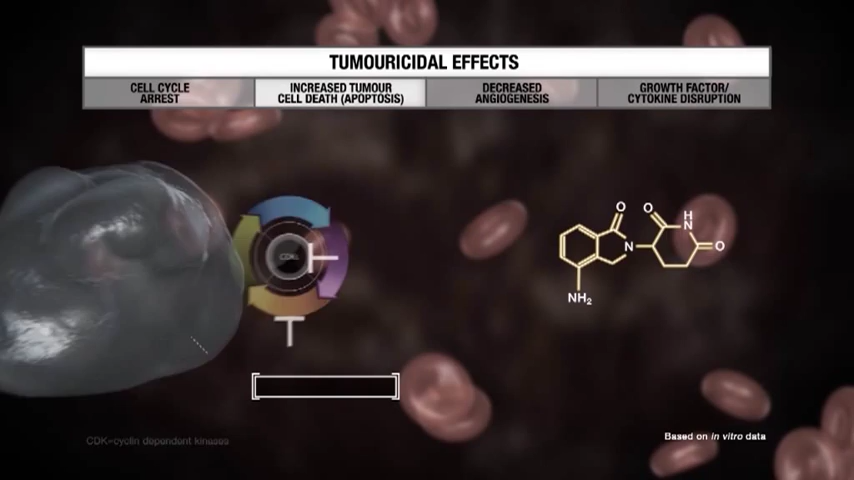 TUMOURICIDAL EFFECTS
CELL CYCLE
ARREST
INCREASED TUMOUR
CELL DEATH (APOPTOSIS)
DECREASED
ANGIOGENESIS
GROWTH FACTOR/
CYTOKINE DISRUPTION
O
O
H
N
N
O
NH₂
CDKs
CDK=cyclin dependent kinases
Based on in vitro data